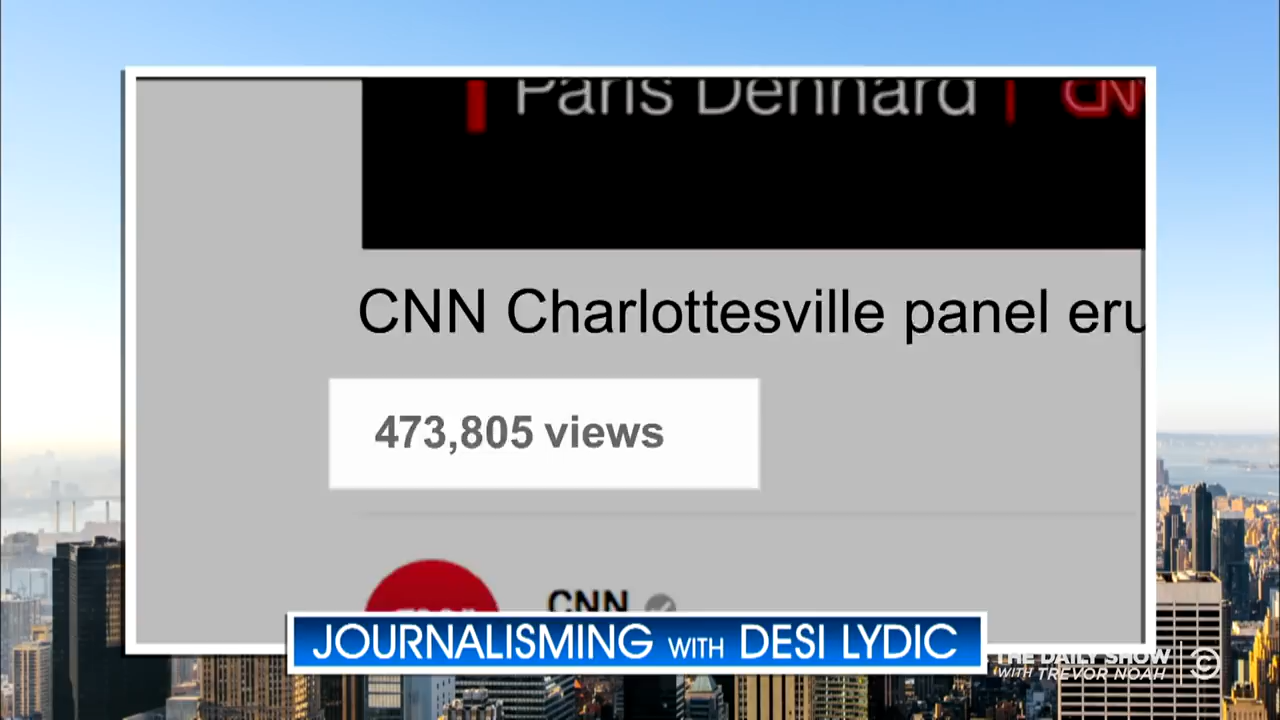 Paris Dennard | CNN
CNN Charlottesville panel eru
473,805 views
CNN
JOURNALISMING WITH DESI LYDIC
THE DAILY SHOW
WITH TREVOR NOAH